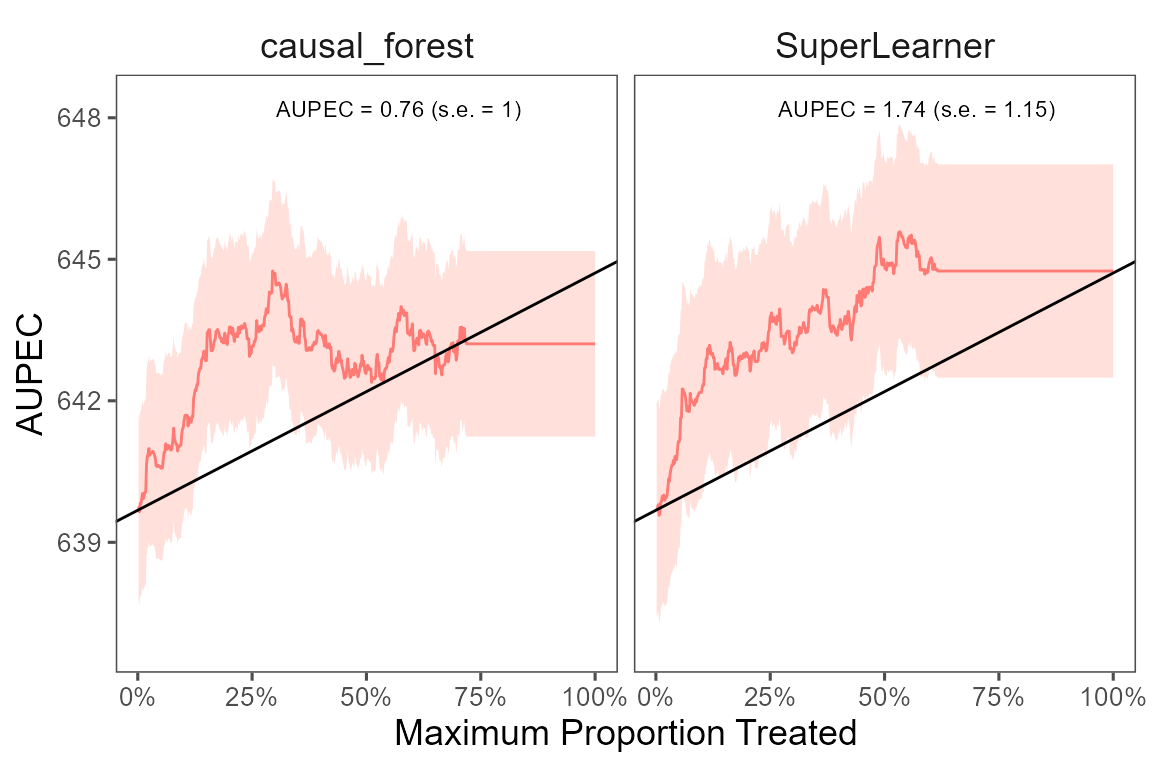 causal_forest
SuperLearner
AUPEC = 0.76 (s.e. = 1)
AUPEC = 1.74 (s.e. = 1.15)
648
645
642
639
AUPEC
0% 25% 50% 75% 100%
0% 25% 50% 75% 100%
Maximum Proportion Treated